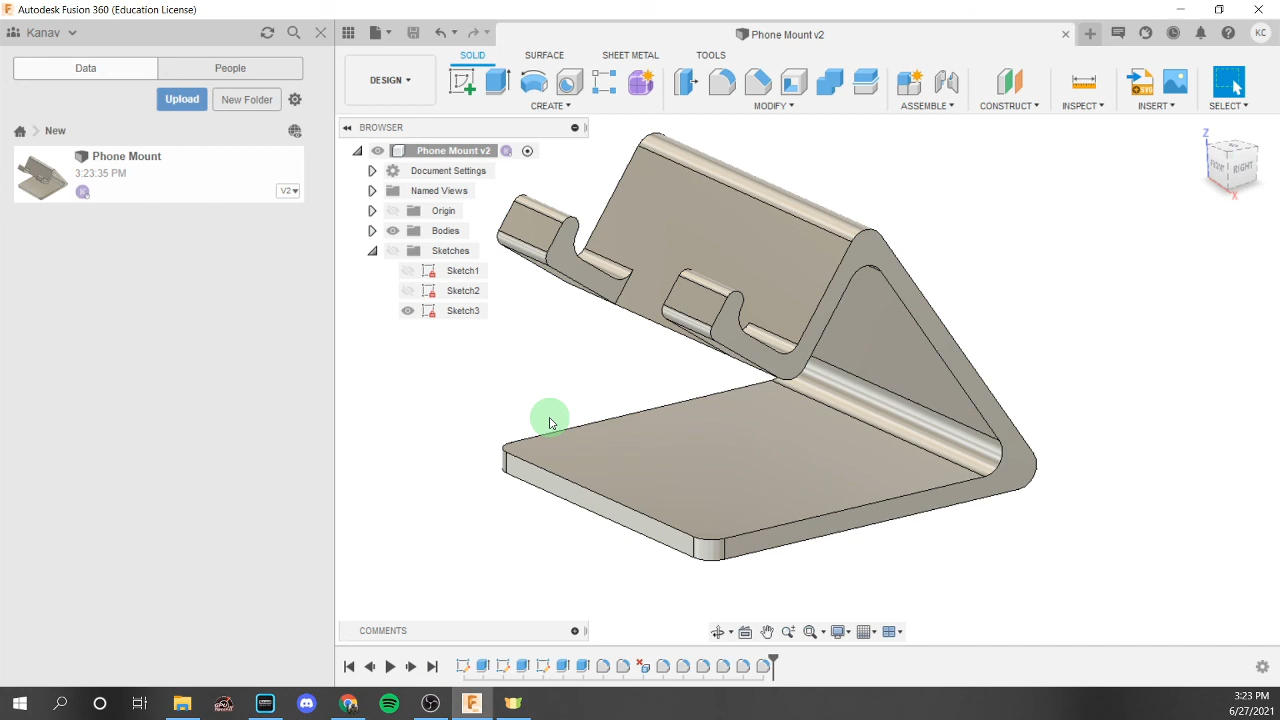 Autodesk Fusion 360 (Education License)
Kanav
Phone Mount v2
KC
Data
People
Upload
New Folder
New
Phone Mount
3:23:35 PM
V2
DESIGN
SOLID
SURFACE
SHEET METAL
TOOLS
CREATE
MODIFY
ASSEMBLE
CONSTRUCT
INSPECT
INSERT
SELECT
BROWSER
Phone Mount v2
Document Settings
Named Views
Origin
Bodies
Sketches
Sketch1
Sketch2
Sketch3
Z
FRONT
RIGHT
X
COMMENTS
3:23 PM
6/27/2021